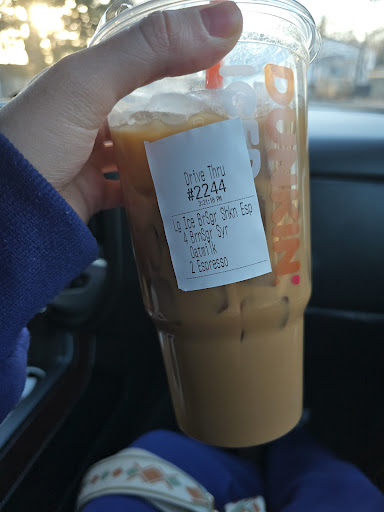 Drive Thru
#2244
Lg Ice BrSgr Shkn Esp
4 BrnSgr Syr
Oatmilk
2 Espresso
DUNKIN'